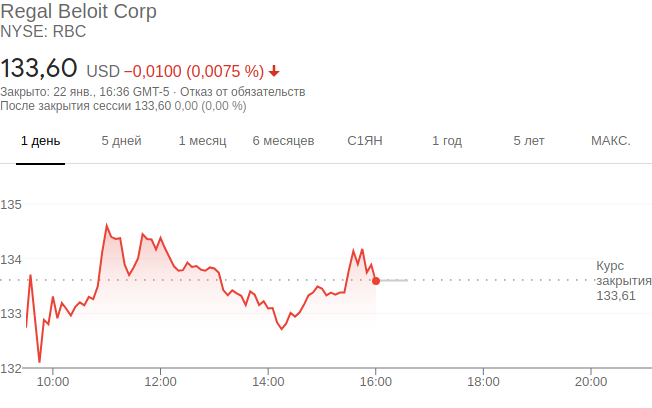 Regal Beloit Corp
NYSE: RBC
133,60 USD −0,0100 (0,0075 %)
Закрыто: 22 янв., 16:36 GMT-5 · Отказ от обязательств
После закрытия сессии 133,60 0,00 (0,00 %)
1 день 5 дней 1 месяц 6 месяцев С1ЯН 1 год 5 лет МАКС.
135
134
133
132
Курс
закрытия
133,61
10:00 12:00 14:00 16:00 18:00 20:00